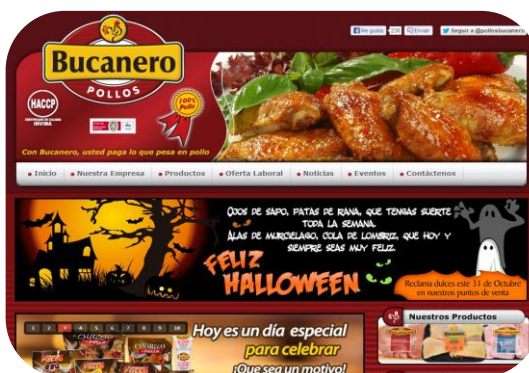 Me gusta 238 Enviar Seguir a @pollosbucanero
Bucanero
POLLOS
HACCP
100%
Pollo
Con Bucanero, usted paga lo que pesa en pollo
Inicio Nuestra Empresa Productos Oferta Laboral Noticias Eventos Contáctenos
OJOS DE SAPO, PATAS DE RANA, QUE TENGAS SUERTE
TODA LA SEMANA.
ALAS DE MURCIELAGO, COLA DE LOMBRIZ, QUE HOY Y
SIEMPRE SEAS MUY FELIZ.
FELIZ
HALLOWEEN
Reclama dulces este 31 de Octubre
en nuestros puntos de venta
1 2 3 4 5 6 7 8 9 10
Hoy es un día especial
para celebrar
¡Que sea un motivo!
Nuestros Productos
CHORIZO